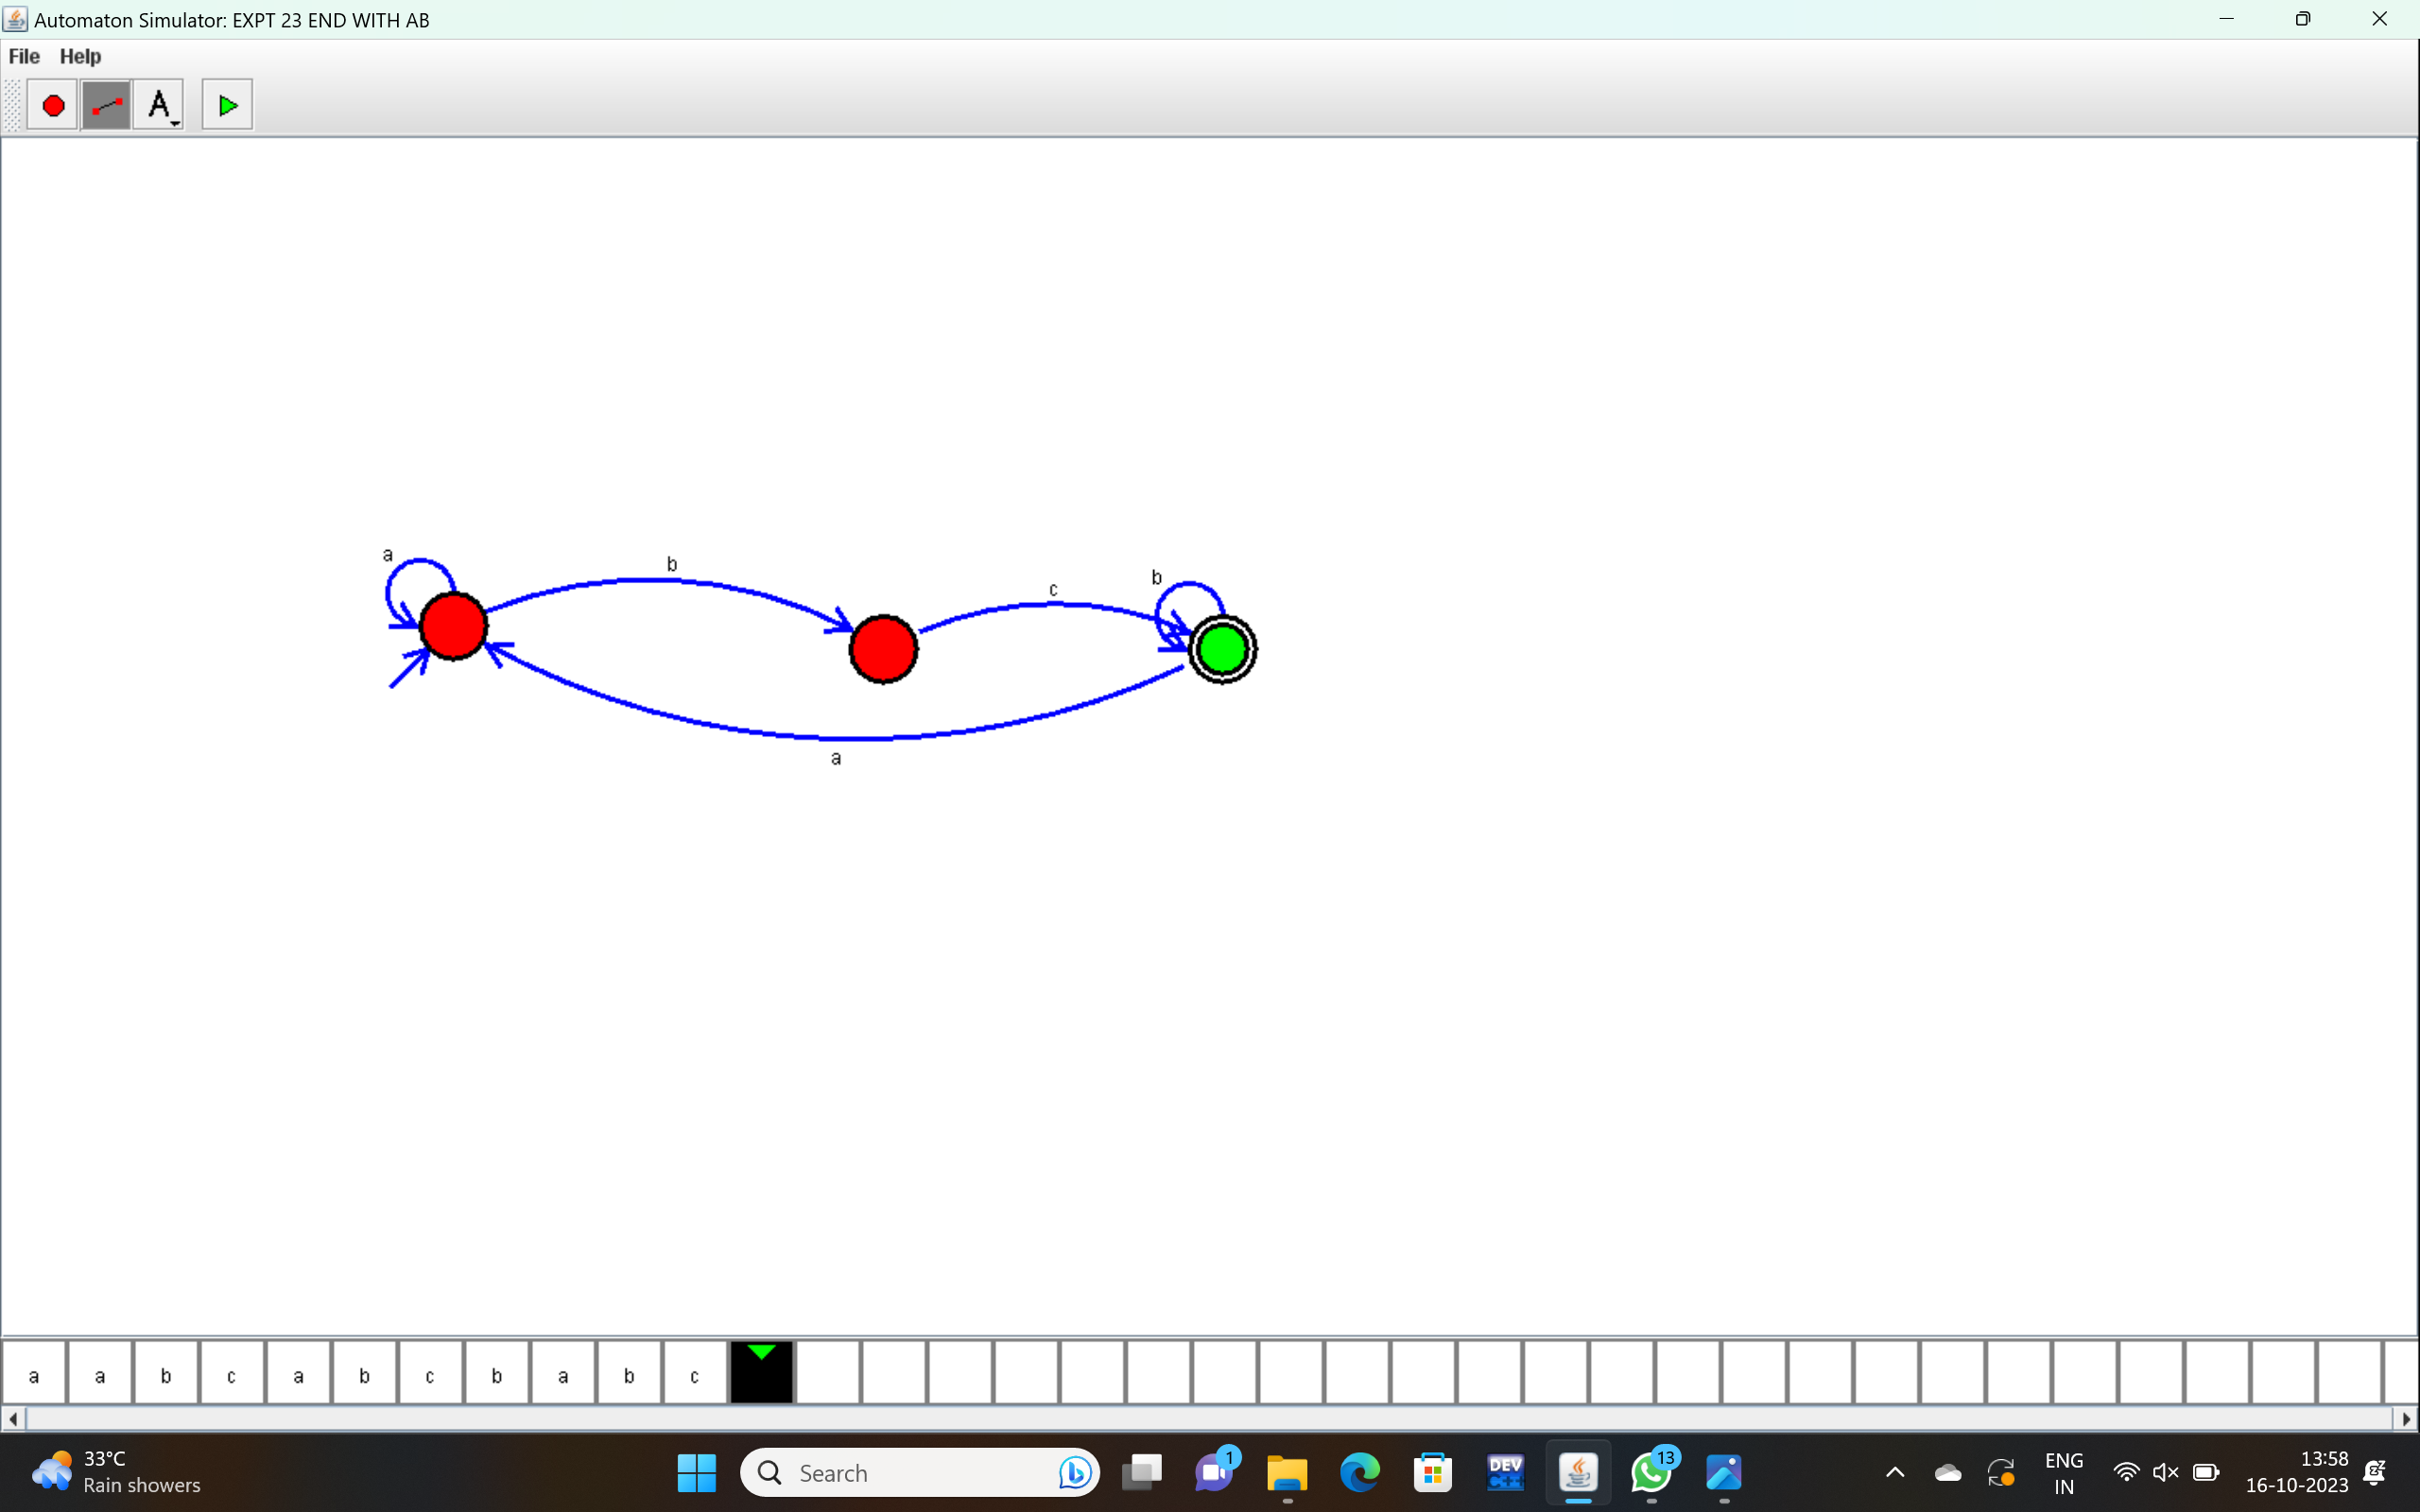 Automaton Simulator: EXPT 23 END WITH AB
File Help
A
a
b
c
b
a
a a b c a b c b a b c
33°C
Rain showers
Search
1
DEV
C++
13
ENG
IN
13:58
16-10-2023